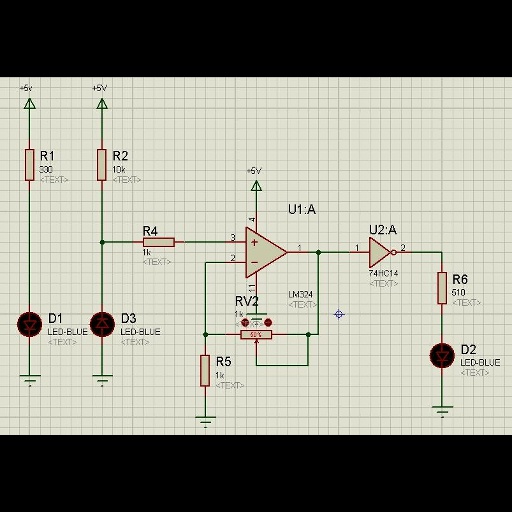 +5v
+5v
R1
330
<TEXT>
R2
10k
<TEXT>
+5V
U1:A
4
R4
1k
<TEXT>
3
2
1
11
LM324
<TEXT>
U2:A
1
2
74HC14
<TEXT>
R6
510
<TEXT>
RV2
1k
50%
D1
LED-BLUE
<TEXT>
D3
LED-BLUE
<TEXT>
R5
1k
<TEXT>
D2
LED-BLUE
<TEXT>